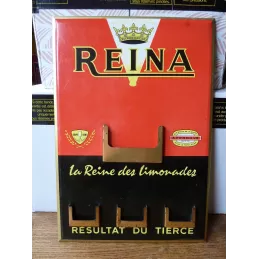 REINA
la Reine des limonades
RESULTAT DU TIERCE